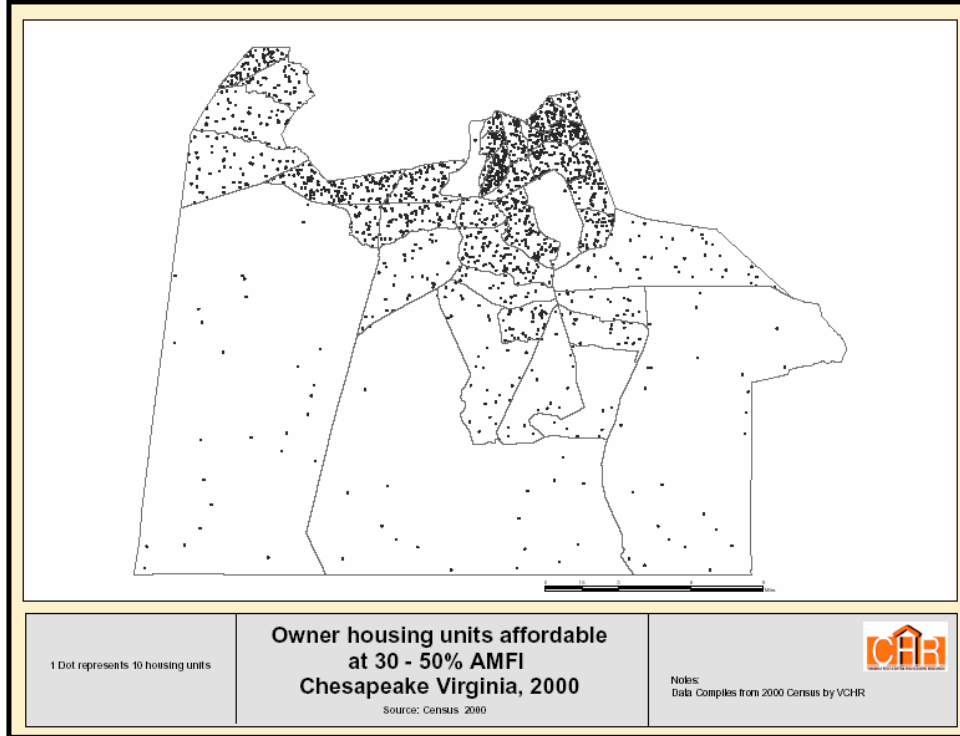 Miles
1 Dot represents 10 housing units
Owner housing units affordable
at 30 - 50% AMFI
Chesapeake Virginia, 2000
Source: Census 2000
CHR
Notes:
Data Compiles from 2000 Census by VCHR